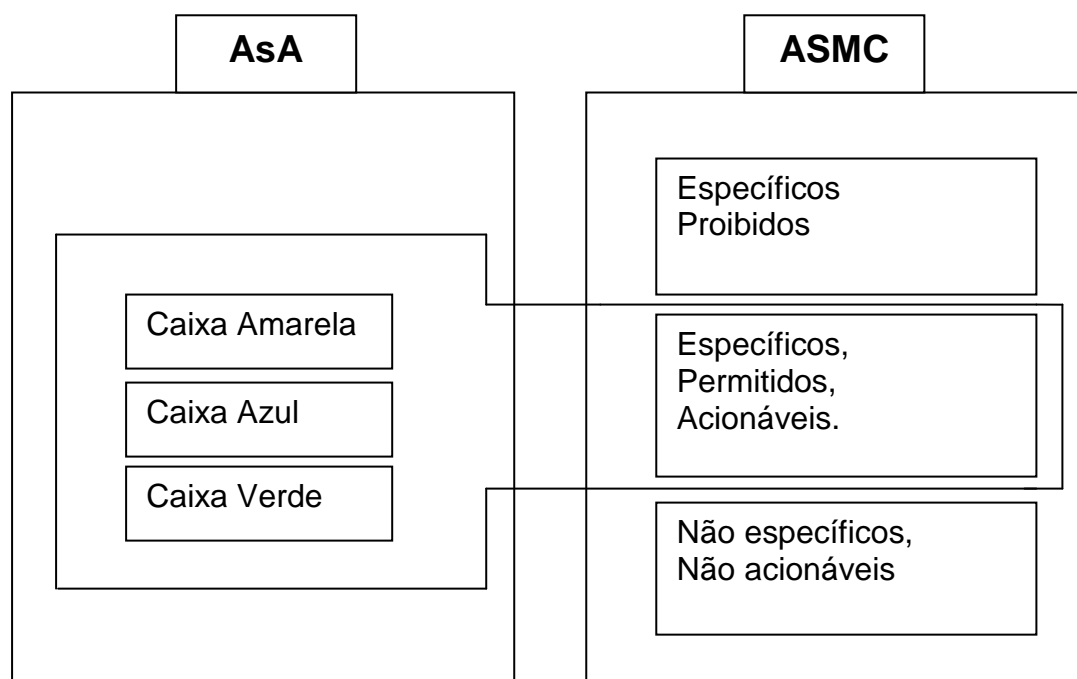 AsA
Caixa Amarela
Caixa Azul
Caixa Verde
ASMC
Específicos
Proibidos
Específicos,
Permitidos,
Acionáveis.
Não específicos,
Não acionáveis